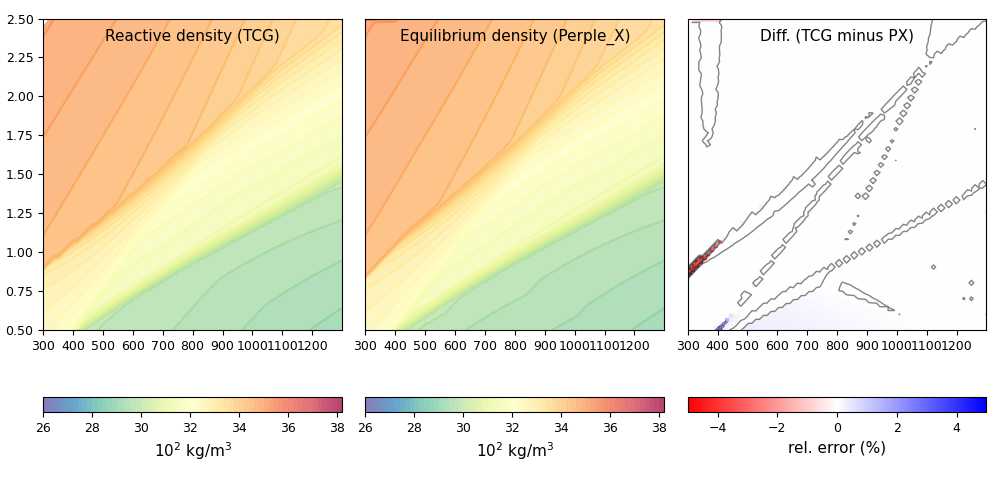 Reactive density (TCG)
Equilibrium density (Perple_X)
Diff. (TCG minus PX)
2.50
2.25
2.00
1.75
1.50
1.25
1.00
0.75
0.50
300 400 500 600 700 800 900 1000 1100 1200
300 400 500 600 700 800 900 1000 1100 1200
300 400 500 600 700 800 900 1000 1100 1200
26 28 30 32 34 36 38
26 28 30 32 34 36 38
−4 −2 0 2 4
10² kg/m³
10² kg/m³
rel. error (%)